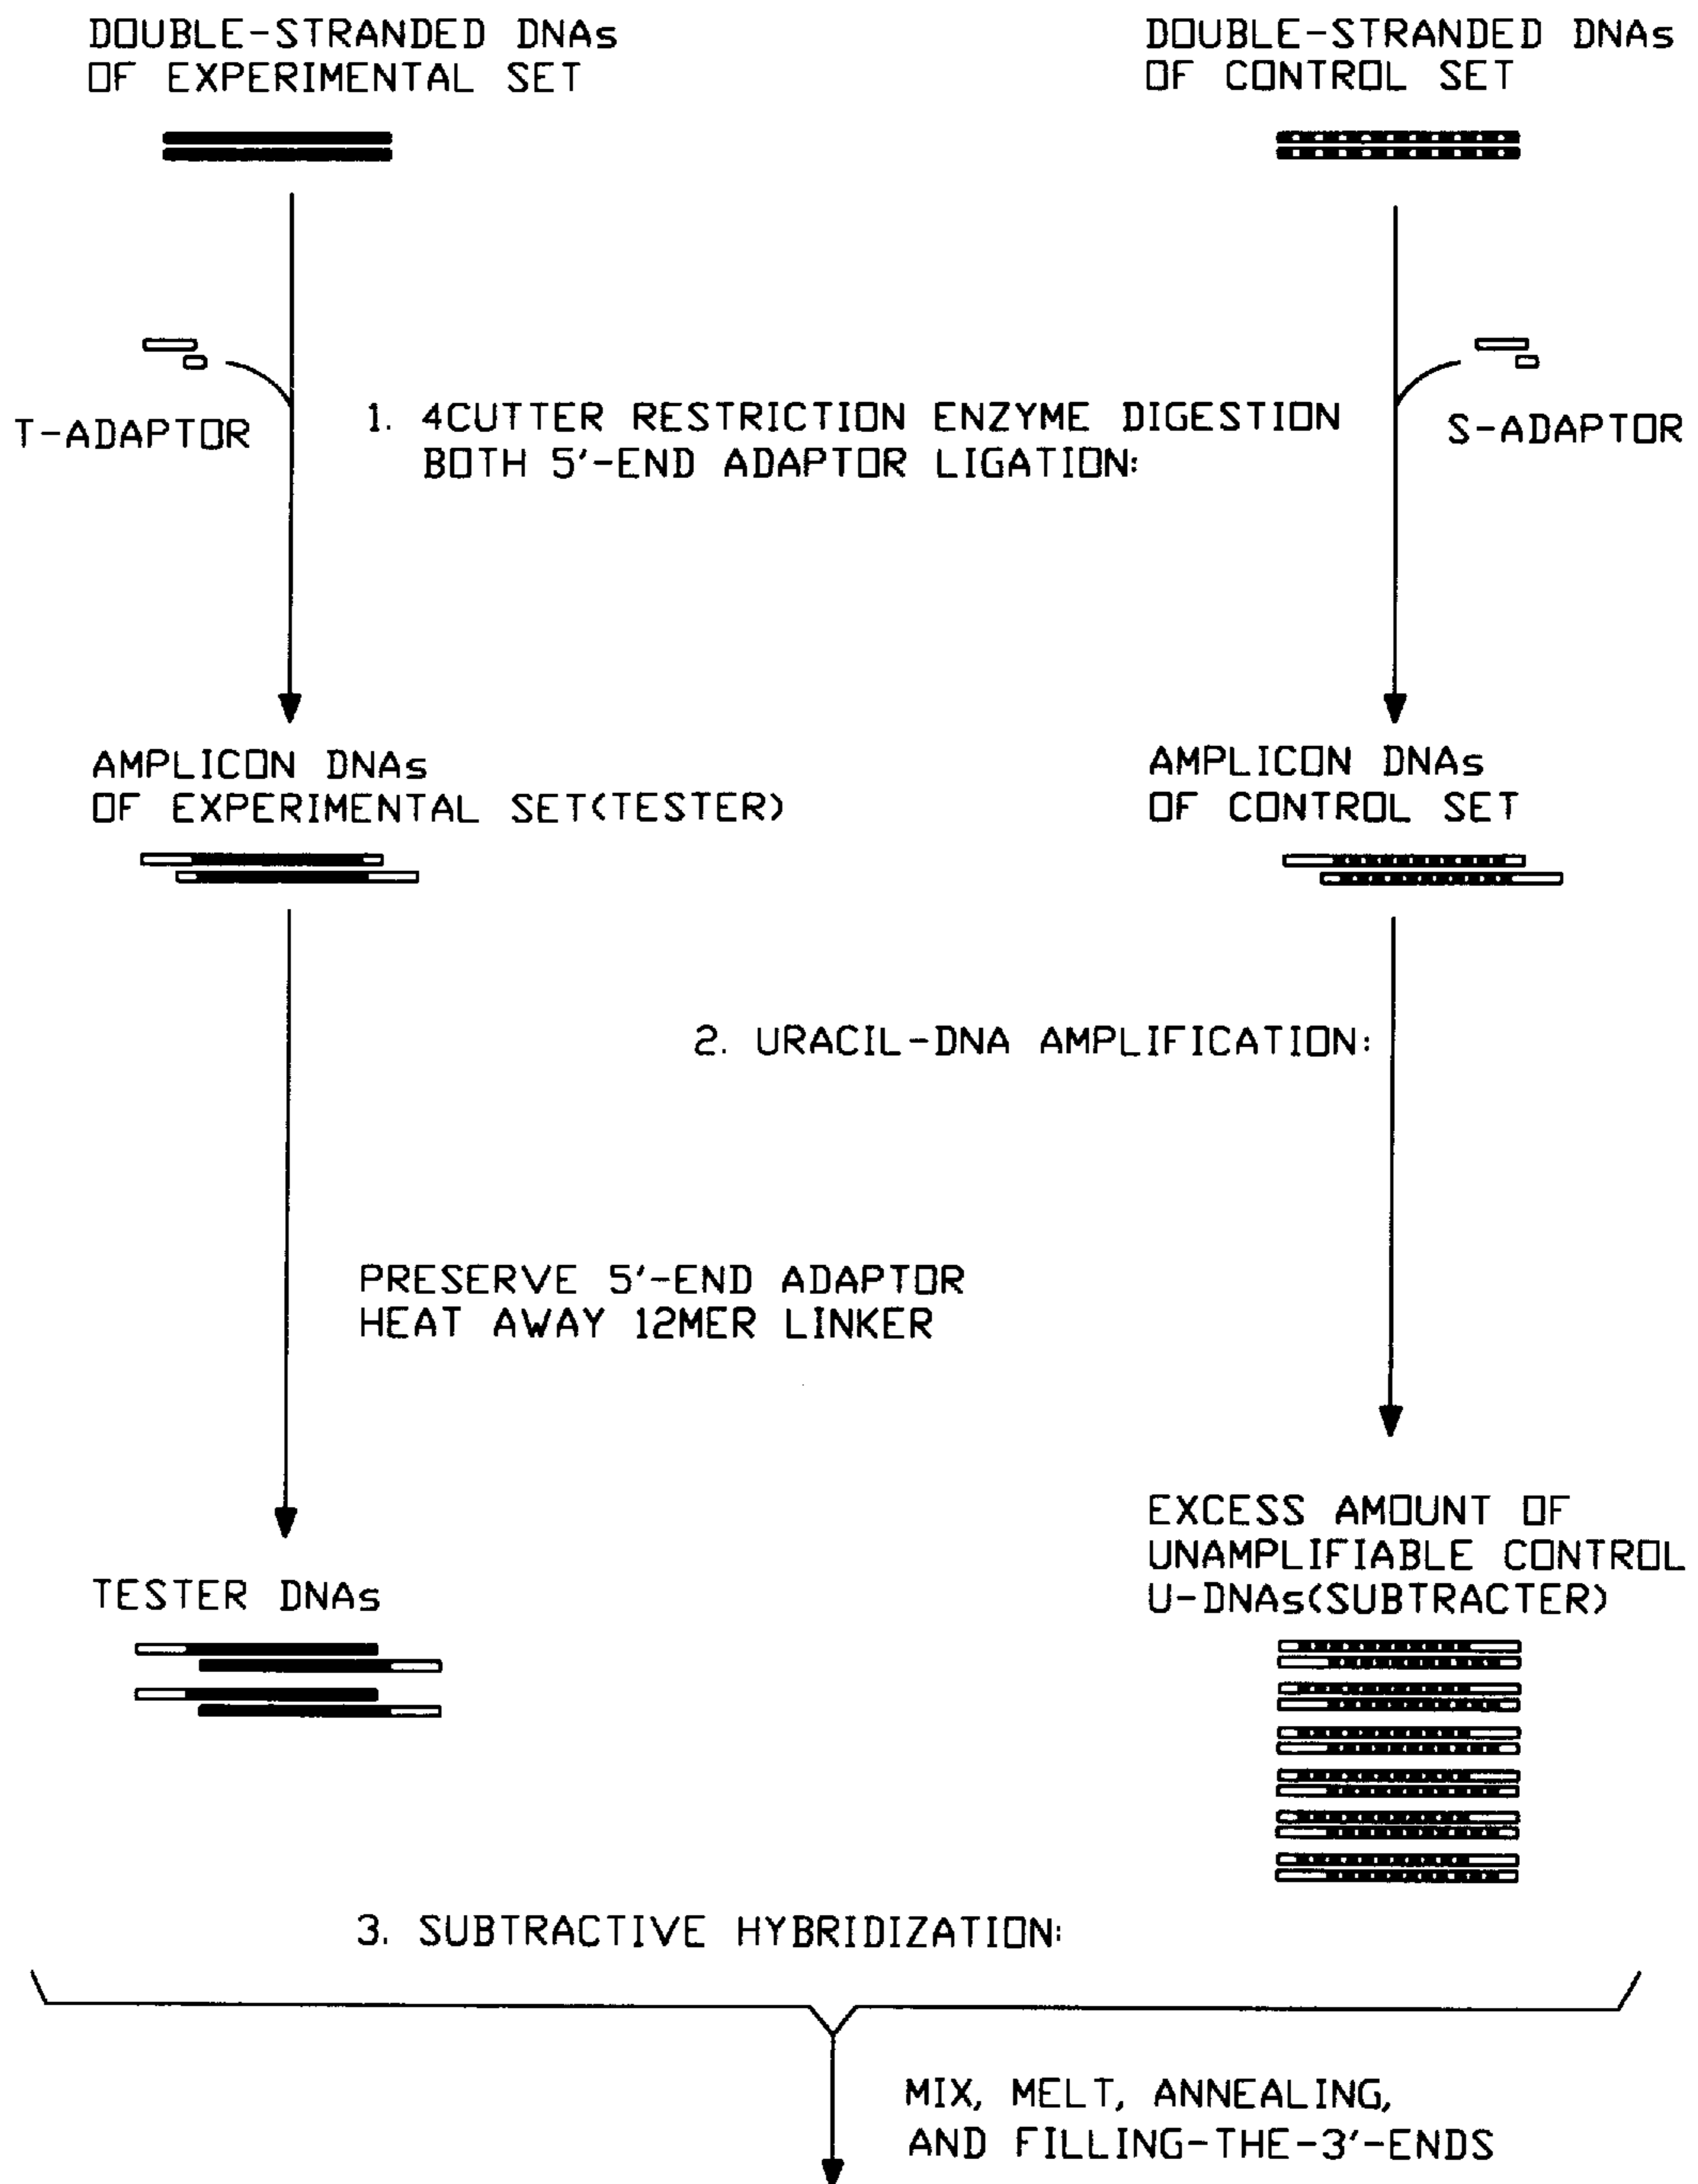 DOUBLE-STRANDED DNAs
OF EXPERIMENTAL SET
DOUBLE-STRANDED DNAs
OF CONTROL SET
T-ADAPTOR
1. 4CUTTER RESTRICTION ENZYME DIGESTION
BOTH 5'-END ADAPTOR LIGATION:
S-ADAPTOR
AMPLICON DNAs
OF EXPERIMENTAL SET(TESTER)
AMPLICON DNAs
OF CONTROL SET
2. URACIL-DNA AMPLIFICATION:
PRESERVE 5'-END ADAPTOR
HEAT AWAY 12MER LINKER
TESTER DNAs
EXCESS AMOUNT OF
UNAMPLIFIABLE CONTROL
U-DNAs(SUBTRACTER)
3. SUBTRACTIVE HYBRIDIZATION:
MIX, MELT, ANNEALING,
AND FILLING-THE-3'-ENDS